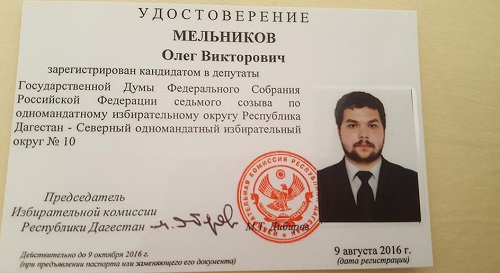 УДОСТОВЕРЕНИЕ
МЕЛЬНИКОВ
Олег Викторович
зарегистрирован кандидатом в депутаты
Государственной Думы Федерального Собрания
Российской Федерации седьмого созыва по
одномандатному избирательному округу Республика
Дагестан - Северный одномандатный избирательный
округ № 10
Председатель
Избирательной комиссии
Республики Дагестан
М.Т. Дибиров
Действительно до 9 октября 2016 г.
(при предъявлении паспорта или заменяющего его документа)
9 августа 2016 г.
(дата регистрации)